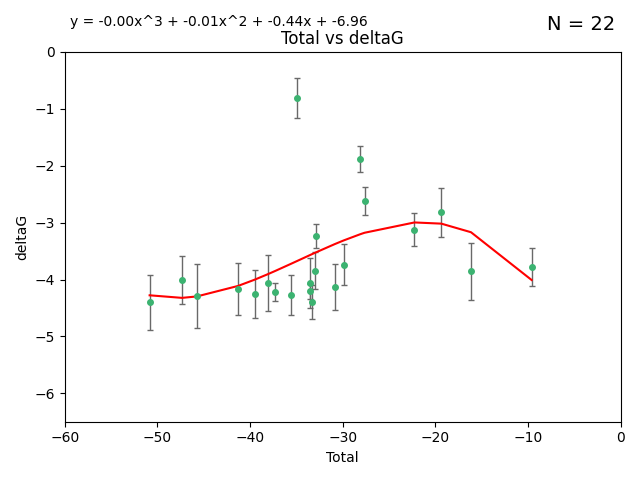 y = -0.00x^3 + -0.01x^2 + -0.44x + -6.96
N = 22
Total vs deltaG
0
−1
−2
−3
−4
−5
−6
deltaG
−60 −50 −40 −30 −20 −10 0
Total